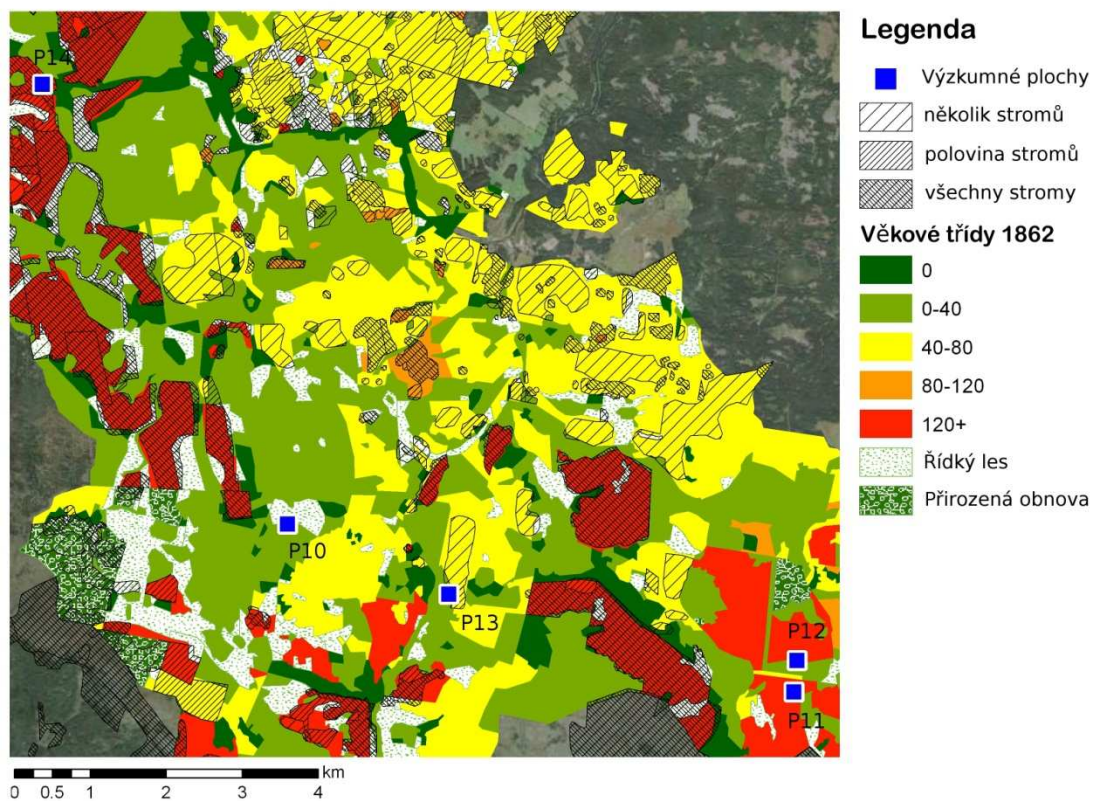 P14
P10
P13
P12
P11
0 0.5 1 2 3 4 km
Legenda
Výzkumné plochy
několik stromů
polovina stromů
všechny stromy
Věkové třídy 1862
0
0-40
40-80
80-120
120+
Řídký les
Přirozená obnova